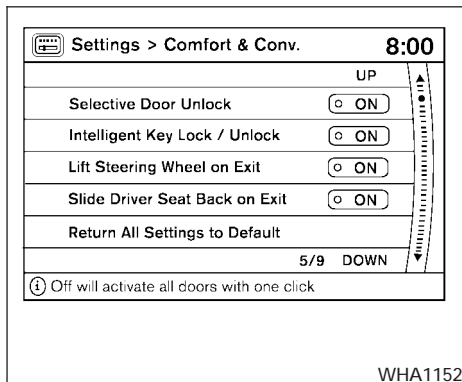 Settings > Comfort & Conv. 8:00
UP
Selective Door Unlock ON
Intelligent Key Lock / Unlock ON
Lift Steering Wheel on Exit ON
Slide Driver Seat Back on Exit ON
Return All Settings to Default
5/9 DOWN
i Off will activate all doors with one click
WHA1152